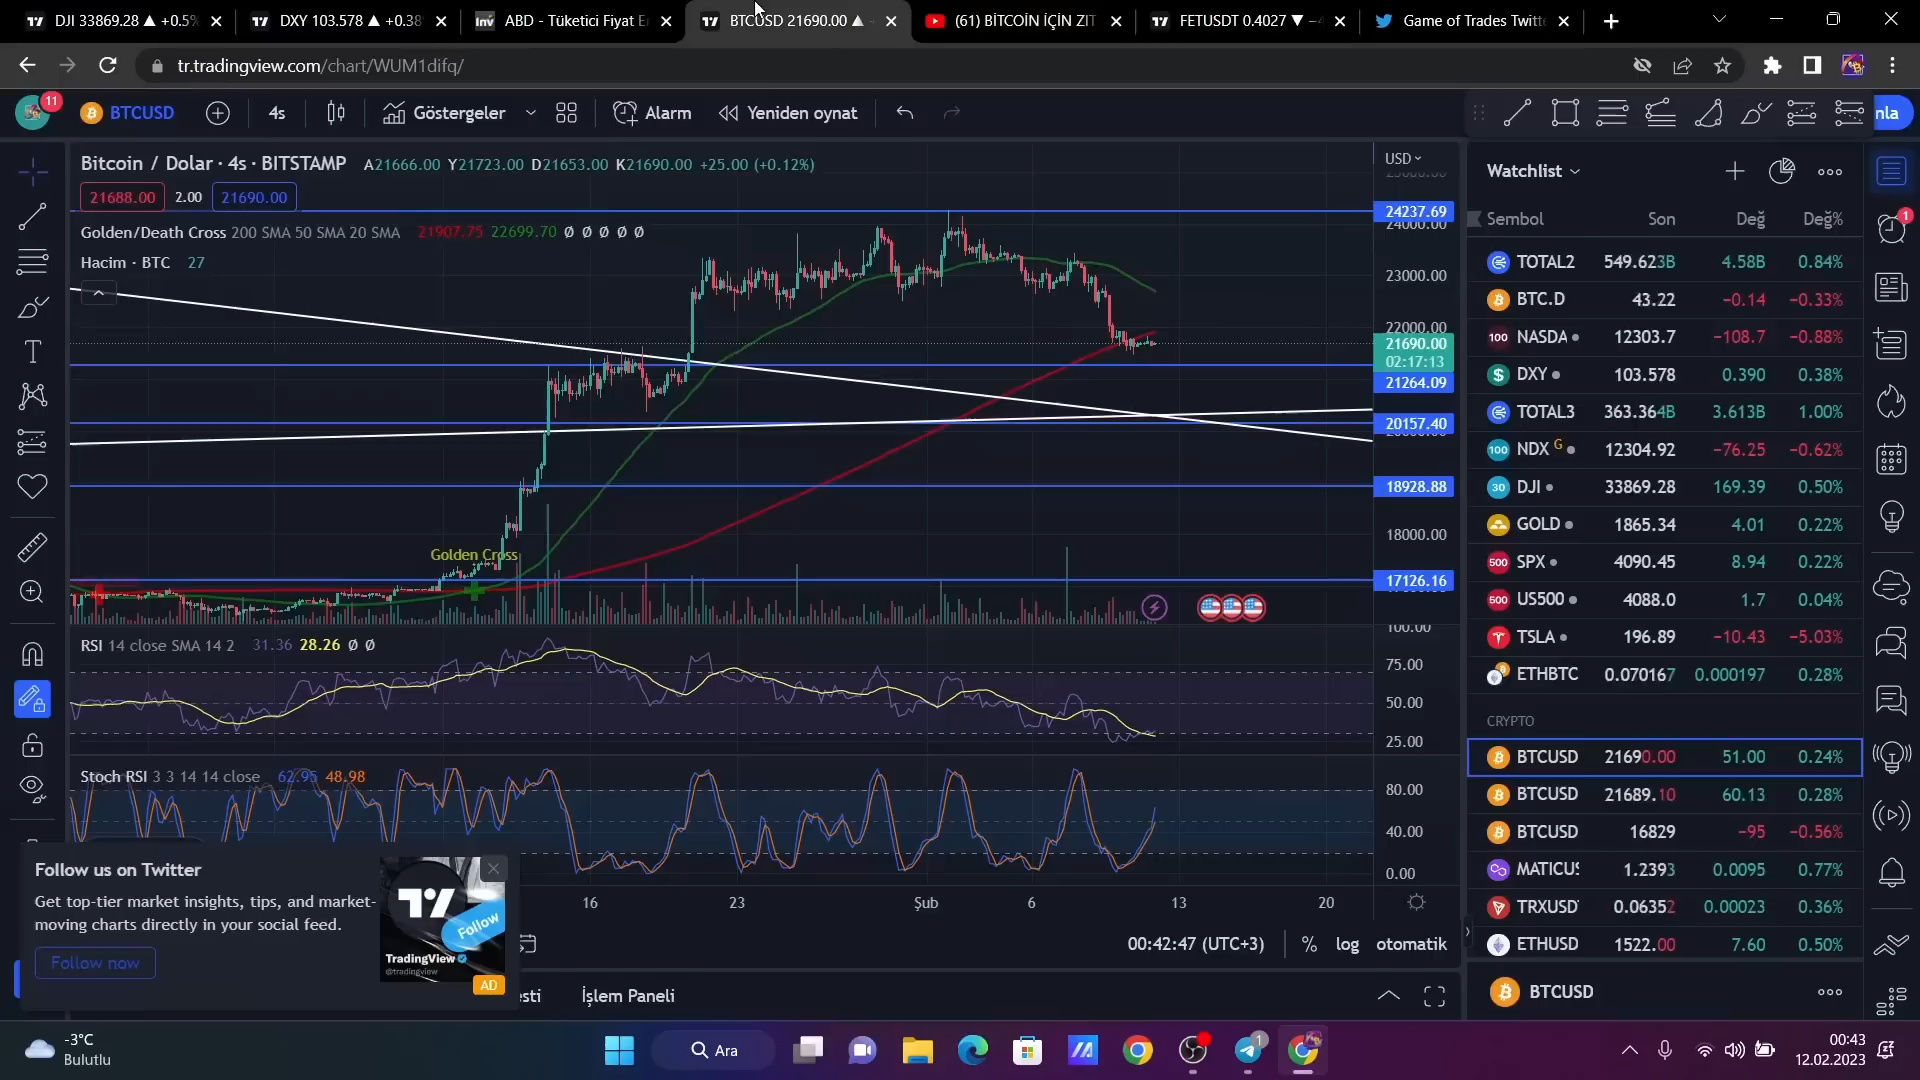 DJI 33869.28 ▲ +0.5%
DXY 103.578 ▲ +0.38
ABD - Tüketici Fiyat E
BTCUSD 21690.00 ▲
(61) BİTCOİN İÇİN ZIT
FETUSDT 0.4027 ▼
Game of Trades Twitt
tr.tradingview.com/chart/WUM1difq/
11
BTCUSD
4s
Göstergeler
Alarm
Yeniden oynat
nla
Bitcoin / Dolar · 4s · BITSTAMP A21666.00 Y21723.00 D21653.00 K21690.00 +25.00 (+0.12%)
21688.00 2.00 21690.00
Golden/Death Cross 200 SMA 50 SMA 20 SMA 21907.75 22699.70 Ø Ø Ø Ø Ø
Hacim · BTC 27
Golden Cross
USD
24237.69
24000.00
23000.00
22000.00
21690.00
02:17:13
21264.09
20157.40
18928.88
18000.00
17126.16
RSI 14 close SMA 14 2 31.36 28.26 Ø Ø
100.00
75.00
50.00
25.00
Stoch RSI 3 3 14 14 close 62.95 48.98
80.00
40.00
0.00
16 23 Şub 6 13 20
00:42:47 (UTC+3) % log otomatik
esti
İşlem Paneli
Follow us on Twitter
Get top-tier market insights, tips, and market-
moving charts directly in your social feed.
Follow now
Follow
TradingView
@tradingview
AD
Watchlist
Sembol Son Değ Değ%
TOTAL2 549.623B 4.58B 0.84%
BTC.D 43.22 −0.14 −0.33%
100 NASDA 12303.7 −108.7 −0.88%
DXY 103.578 0.390 0.38%
TOTAL3 363.364B 3.613B 1.00%
100 NDX G 12304.92 −76.25 −0.62%
30 DJI 33869.28 169.39 0.50%
GOLD 1865.34 4.01 0.22%
500 SPX 4090.45 8.94 0.22%
500 US500 4088.0 1.7 0.04%
TSLA 196.89 −10.43 −5.03%
ETHBTC 0.070167 0.000197 0.28%
CRYPTO
BTCUSD 21690.00 51.00 0.24%
BTCUSD 21689.10 60.13 0.28%
BTCUSD 16829 −95 −0.56%
MATICUS 1.2393 0.0095 0.77%
TRXUSD 0.06352 0.00023 0.36%
ETHUSD 1522.00 7.60 0.50%
BTCUSD
1
-3°C
Bulutlu
Ara
1
00:43
12.02.2023